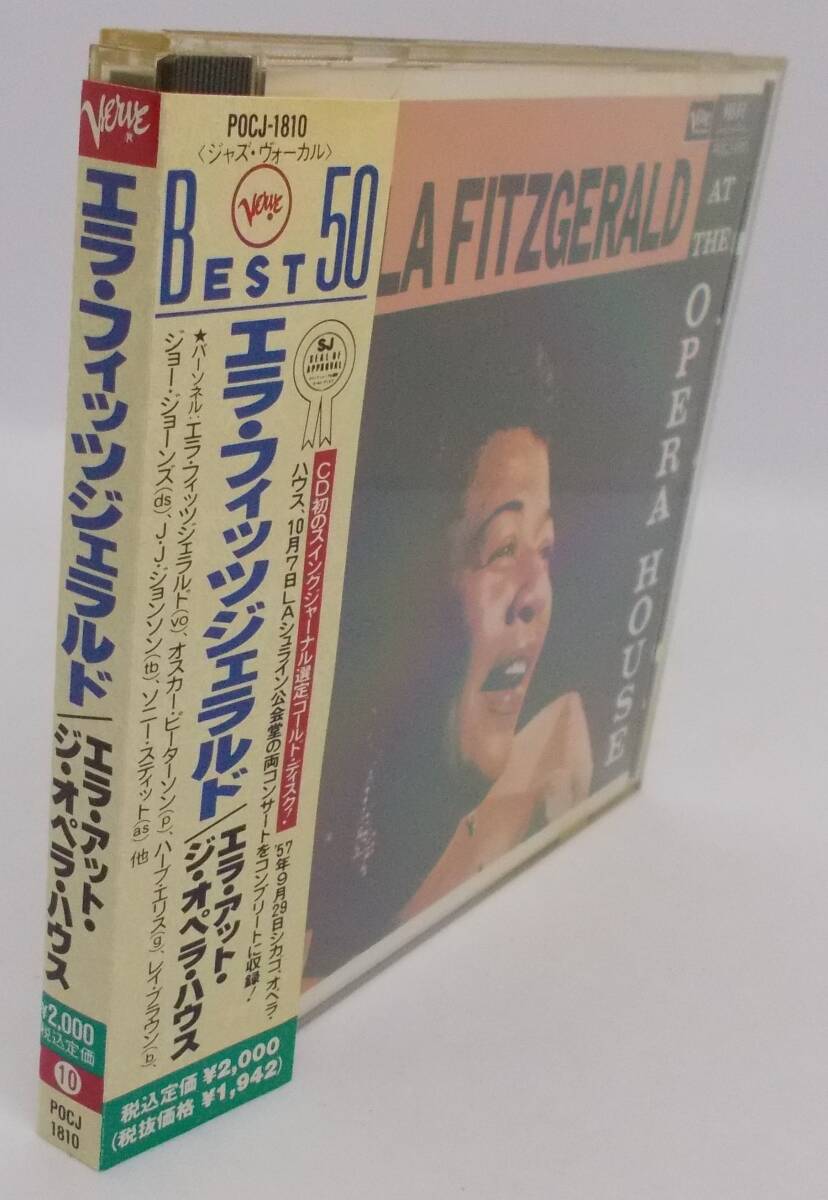 VERVE
エラ・フィッツジェラルド/エラ・アット・
ジ・オペラ・ハウス
¥2,000
税込定価
10
POCJ
1810
POCJ-1810
〈ジャズ・ヴォーカル〉
VERVE
BEST 50
SJ
SEAL OF
APPROVAL
CD初のスイングジャーナル選定ゴールド・ディスク!
'57年9月29日シカゴ、オペラ・
ハウス、10月7日LAシュライン公会堂の両コンサートをコンプリートに収録!
エラ・フィッツジェラルド/エラ・アット・
ジ・オペラ・ハウス
★パーソネル:エラ・フィッツジェラルド(vo)、オスカー・ピーターソン(p)、ハーブ・エリス(g)、レイ・ブラウン(b)、
ジョー・ジョーンズ(ds)、J・J・ジョンソン(tb)、ソニー・スティット(as)他
税込定価 ¥2,000
(税抜価格 ¥1,942)
LA FITZGERALD
AT
THE
OPERA HOUSE